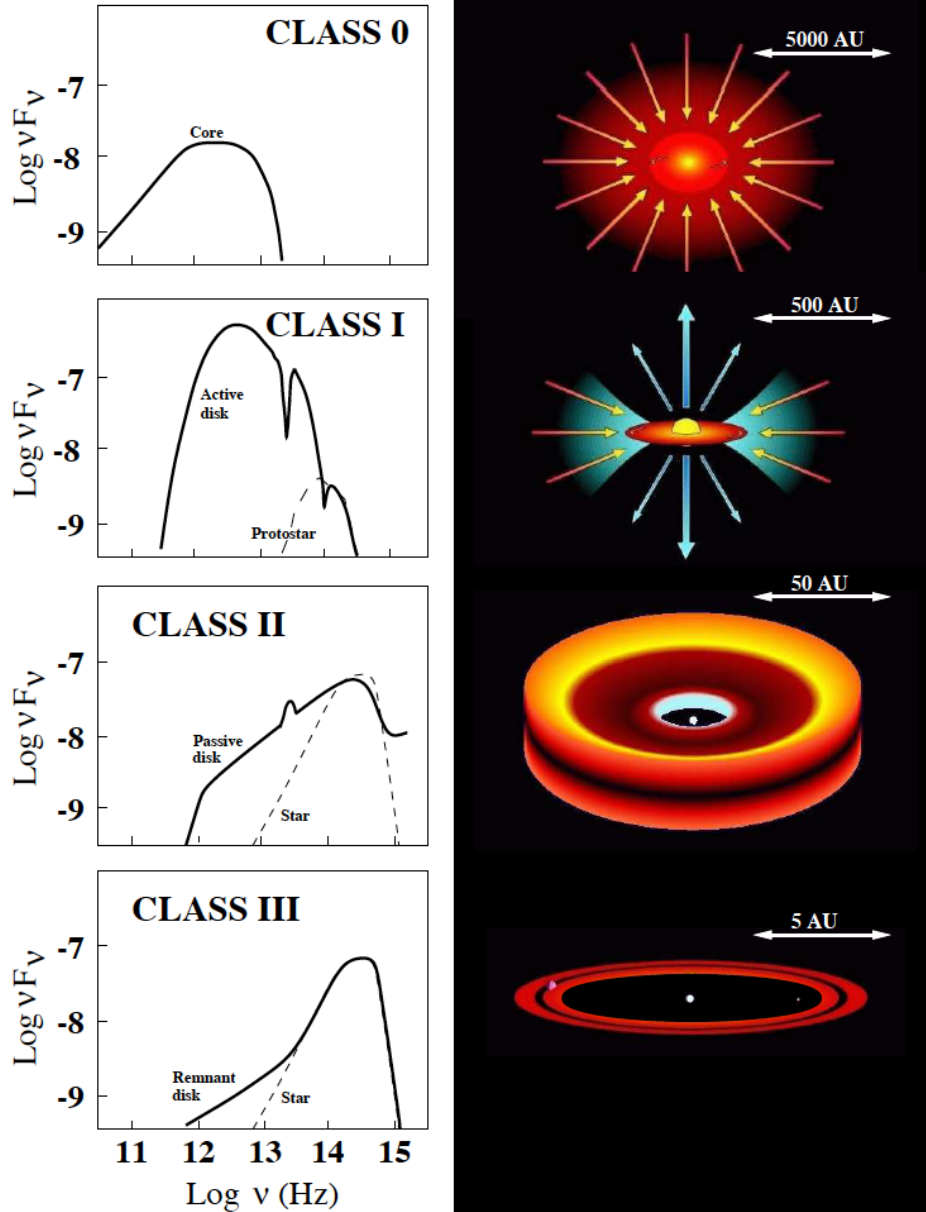 CLASS 0
5000 AU
Log νFν
-7
-8
-9
Core
CLASS I
500 AU
Log νFν
-7
-8
-9
Active
disk
Protostar
CLASS II
50 AU
Log νFν
-7
-8
-9
Passive
disk
Star
CLASS III
5 AU
Log νFν
-7
-8
-9
Remnant
disk
Star
11 12 13 14 15
Log ν (Hz)